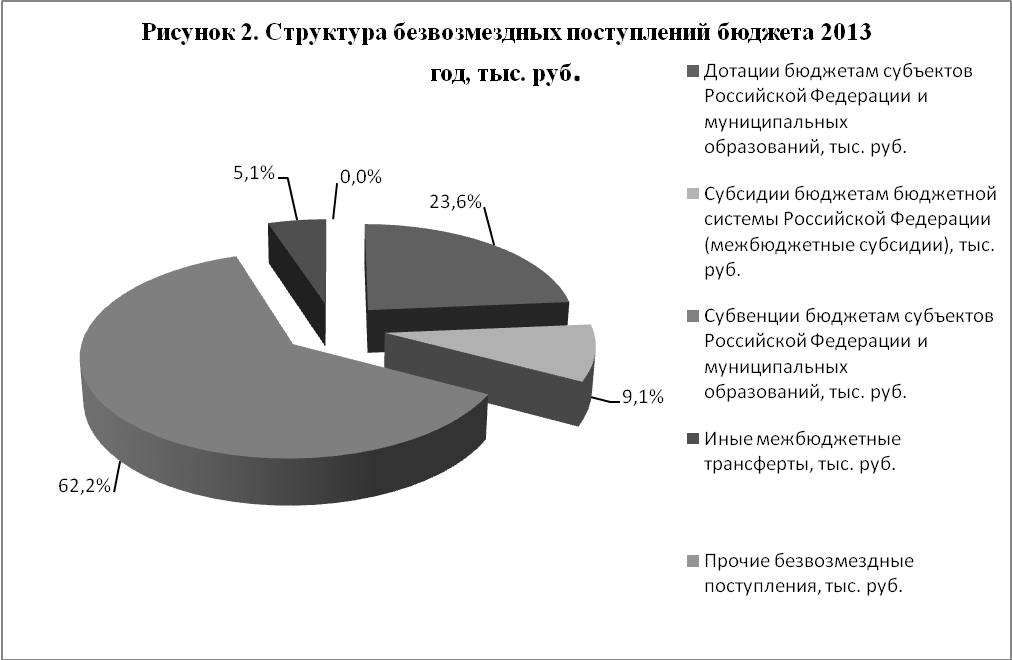 Рисунок 2. Структура безвозмездных поступлений бюджета 2013
год, тыс. руб.
5,1%
0,0%
23,6%
9,1%
62,2%
Дотации бюджетам субъектов
Российской Федерации и
муниципальных
образований, тыс. руб.
Субсидии бюджетам бюджетной
системы Российской Федерации
(межбюджетные субсидии), тыс.
руб.
Субвенции бюджетам субъектов
Российской Федерации и
муниципальных
образований, тыс. руб.
Иные межбюджетные
трансферты, тыс. руб.
Прочие безвозмездные
поступления, тыс. руб.